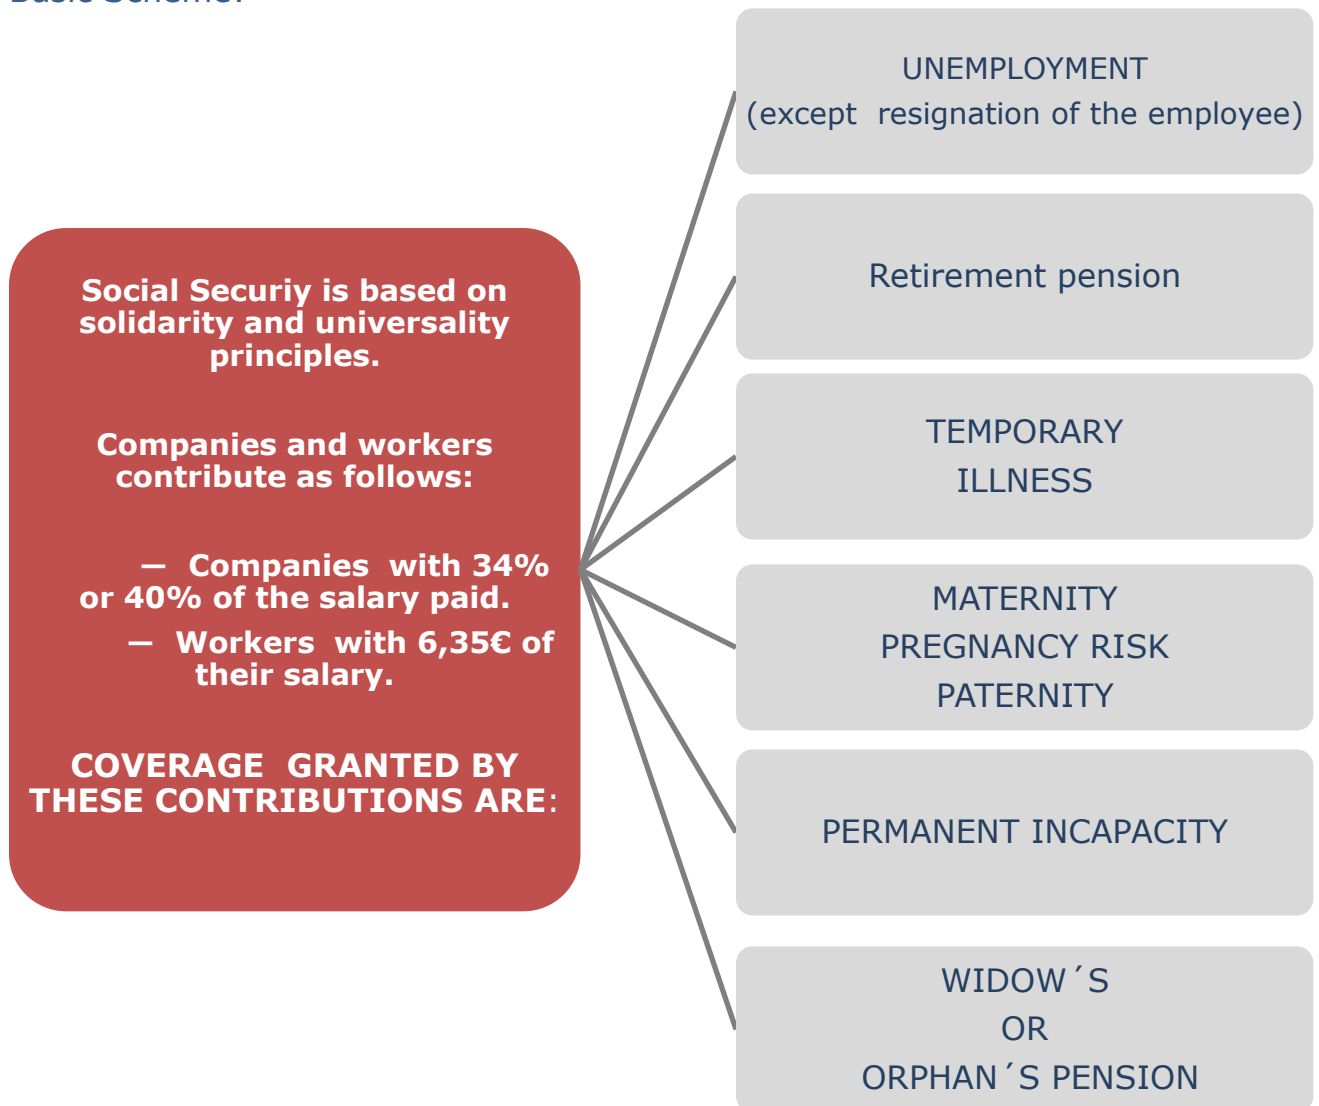 Basic Scheme:
Social Securiy is based on
solidarity and universality
principles.
Companies and workers
contribute as follows:
— Companies with 34%
or 40% of the salary paid.
— Workers with 6,35€ of
their salary.
COVERAGE GRANTED BY
THESE CONTRIBUTIONS ARE:
UNEMPLOYMENT
(except resignation of the employee)
Retirement pension
TEMPORARY
ILLNESS
MATERNITY
PREGNANCY RISK
PATERNITY
PERMANENT INCAPACITY
WIDOW´S
OR
ORPHAN´S PENSION